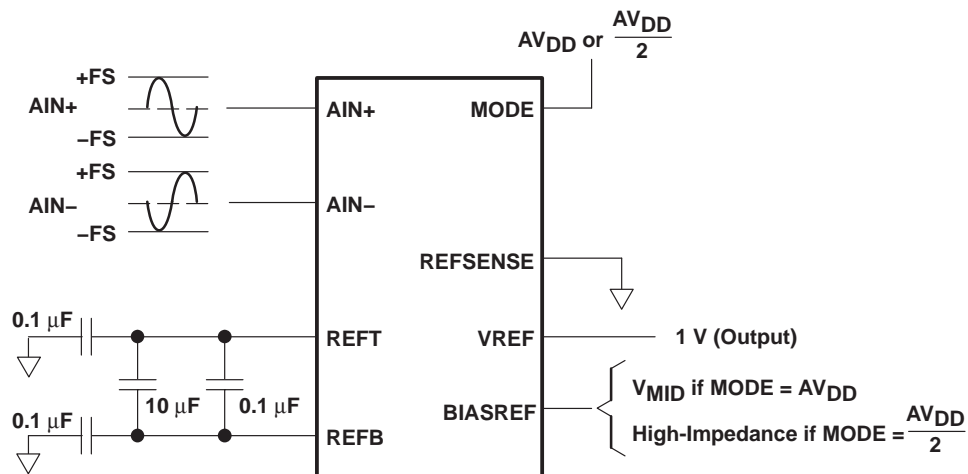 AVDD or AVDD/2
+FS
AIN+
−FS
+FS
AIN−
−FS
AIN+
MODE
AIN−
REFSENSE
0.1 μF
REFT
VREF
1 V (Output)
10 μF
0.1 μF
BIASREF
VMID if MODE = AVDD
High-Impedance if MODE = AVDD/2
0.1 μF
REFB